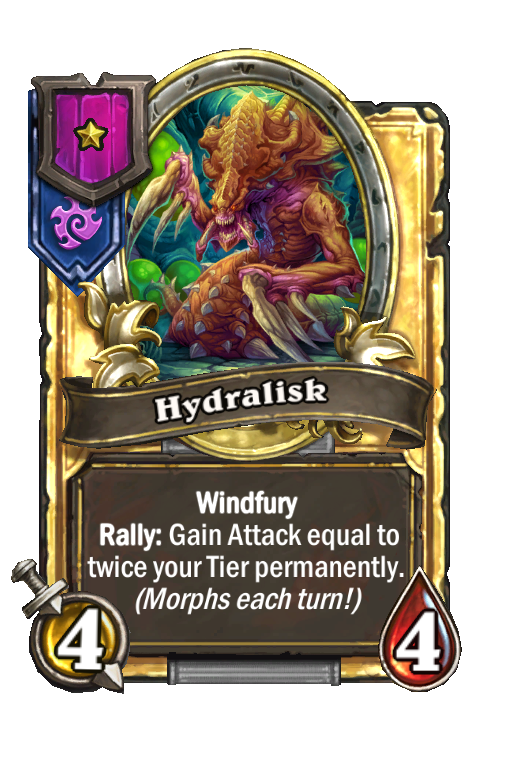 Hydralisk
Windfury
Rally: Gain Attack equal to
twice your Tier permanently.
(Morphs each turn!)
4
4